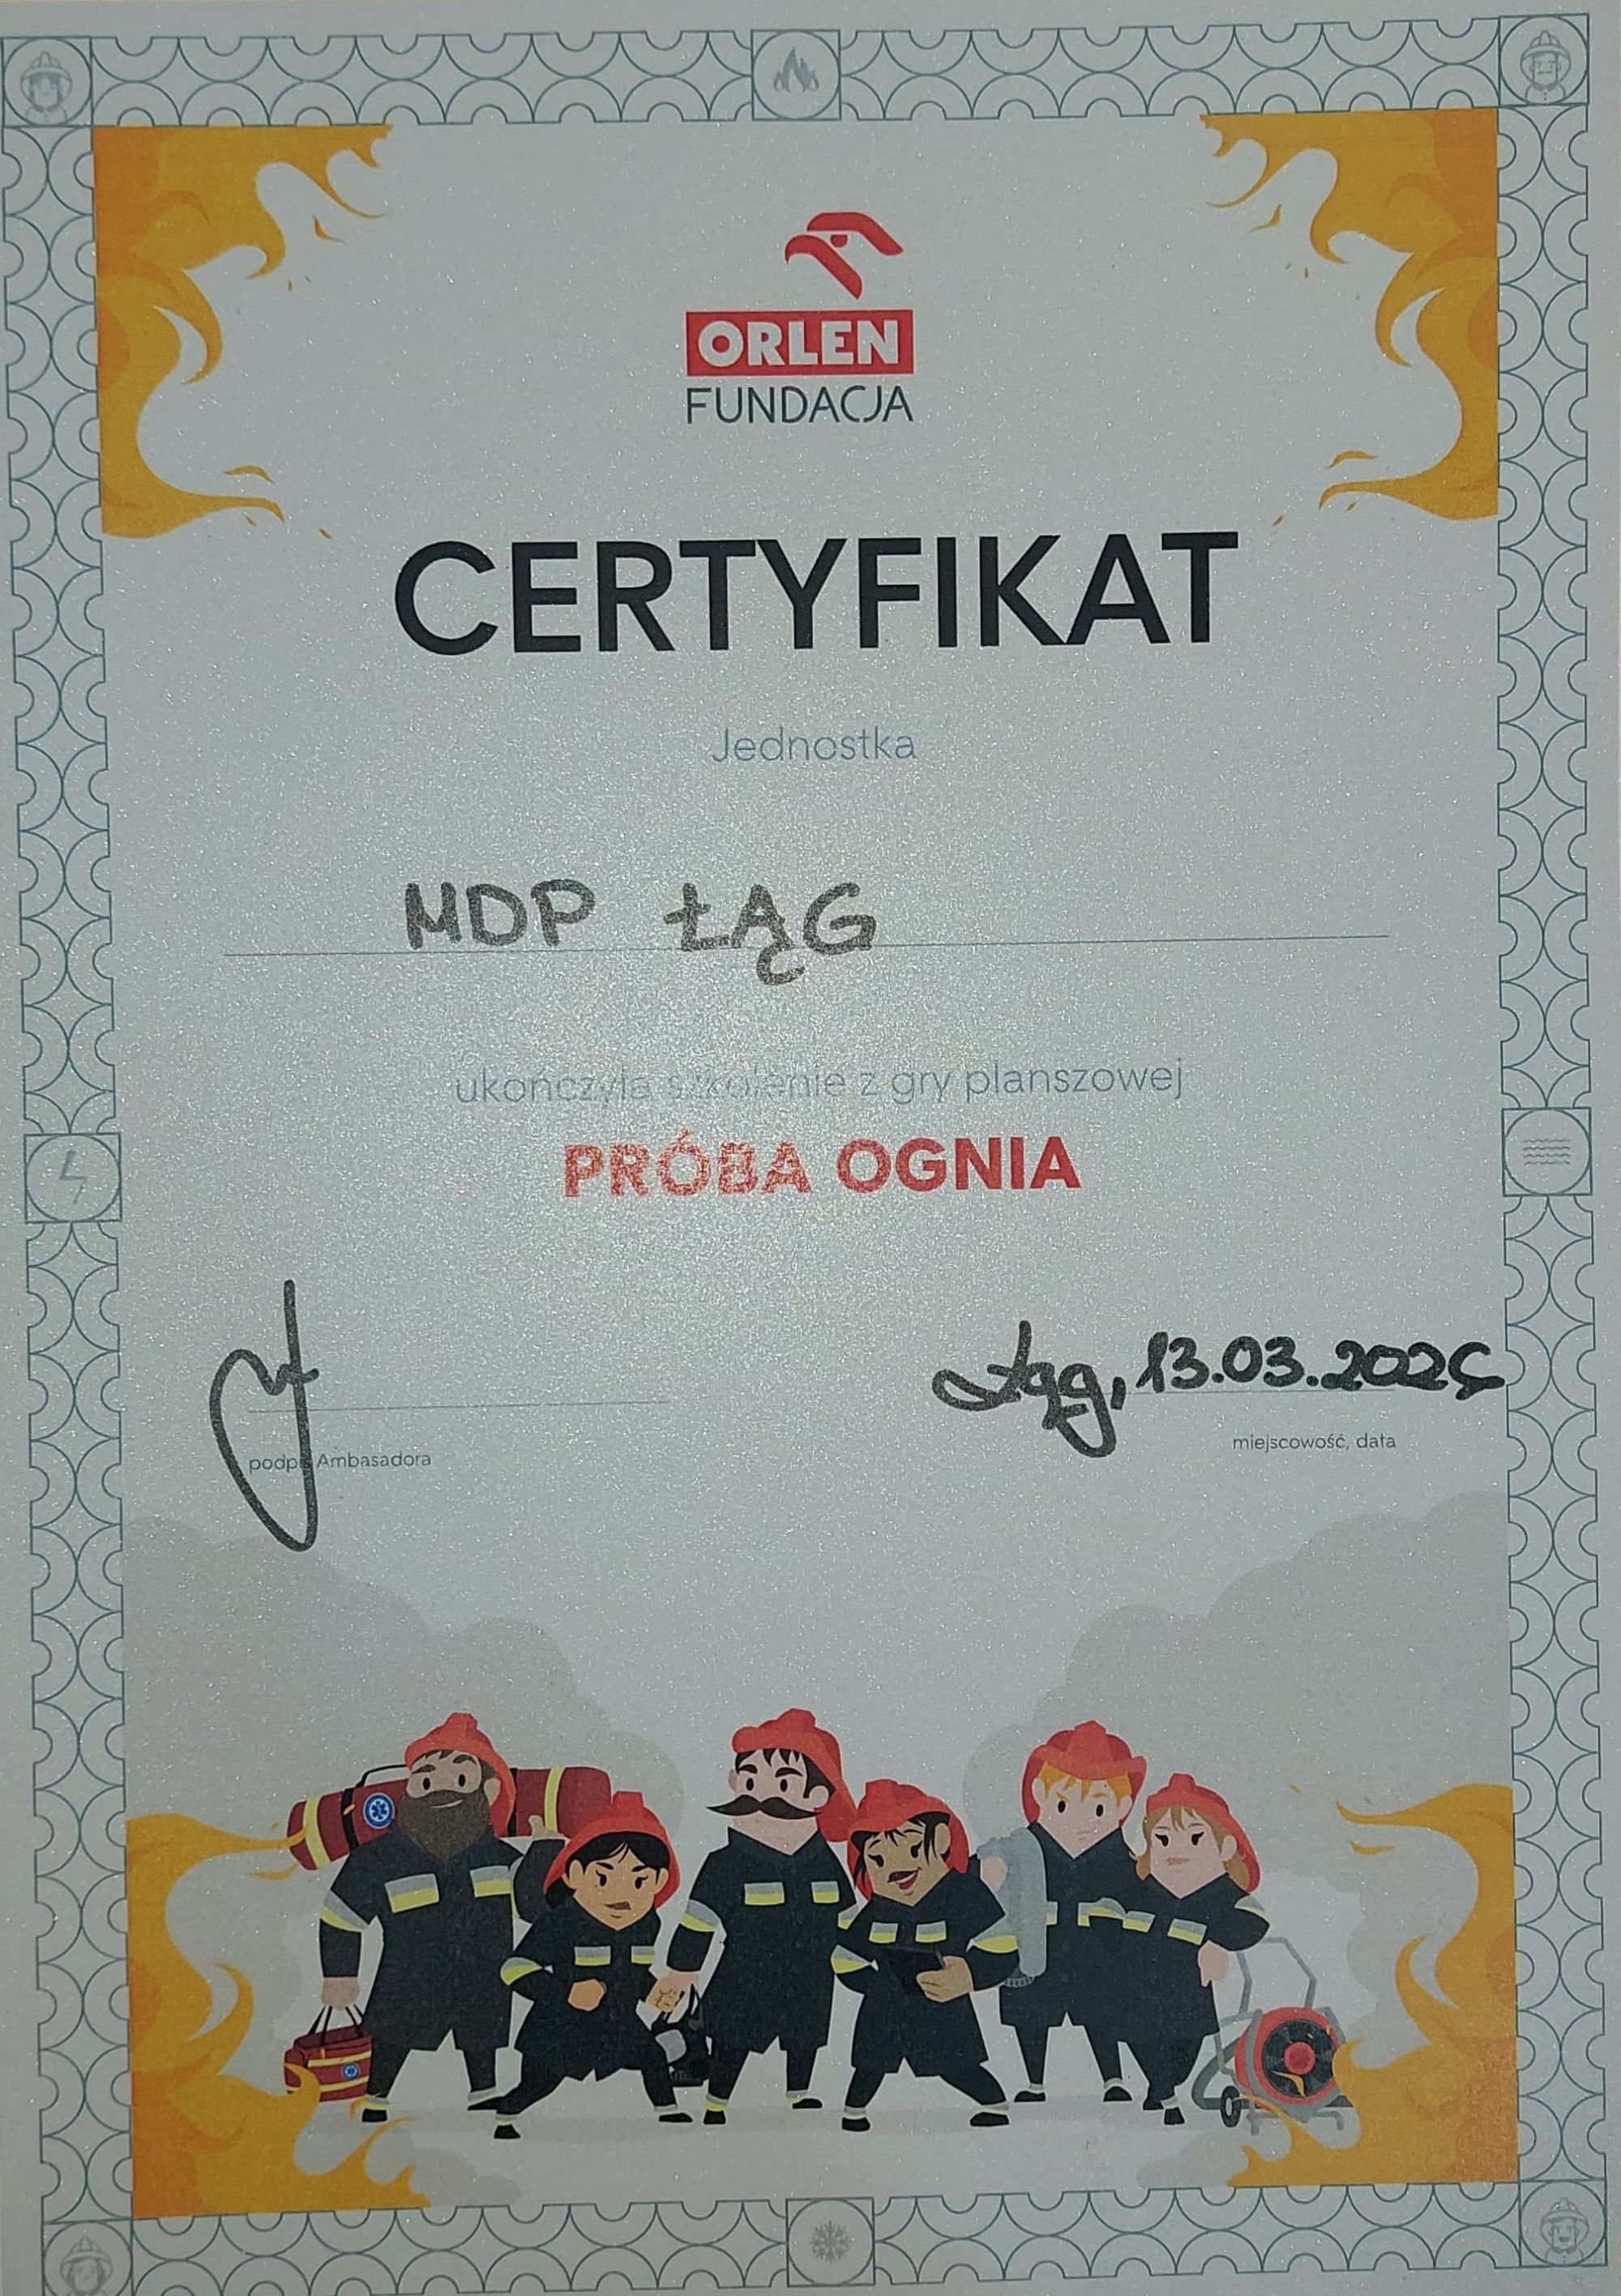 ORLEN
FUNDACJA
CERTYFIKAT
Jednostka
MDP ŁĄG
ukończyła szkolenie z gry planszowej
PRÓBA OGNIA
Łąg, 13.03.2025
podpis Ambasadora
miejscowość, data